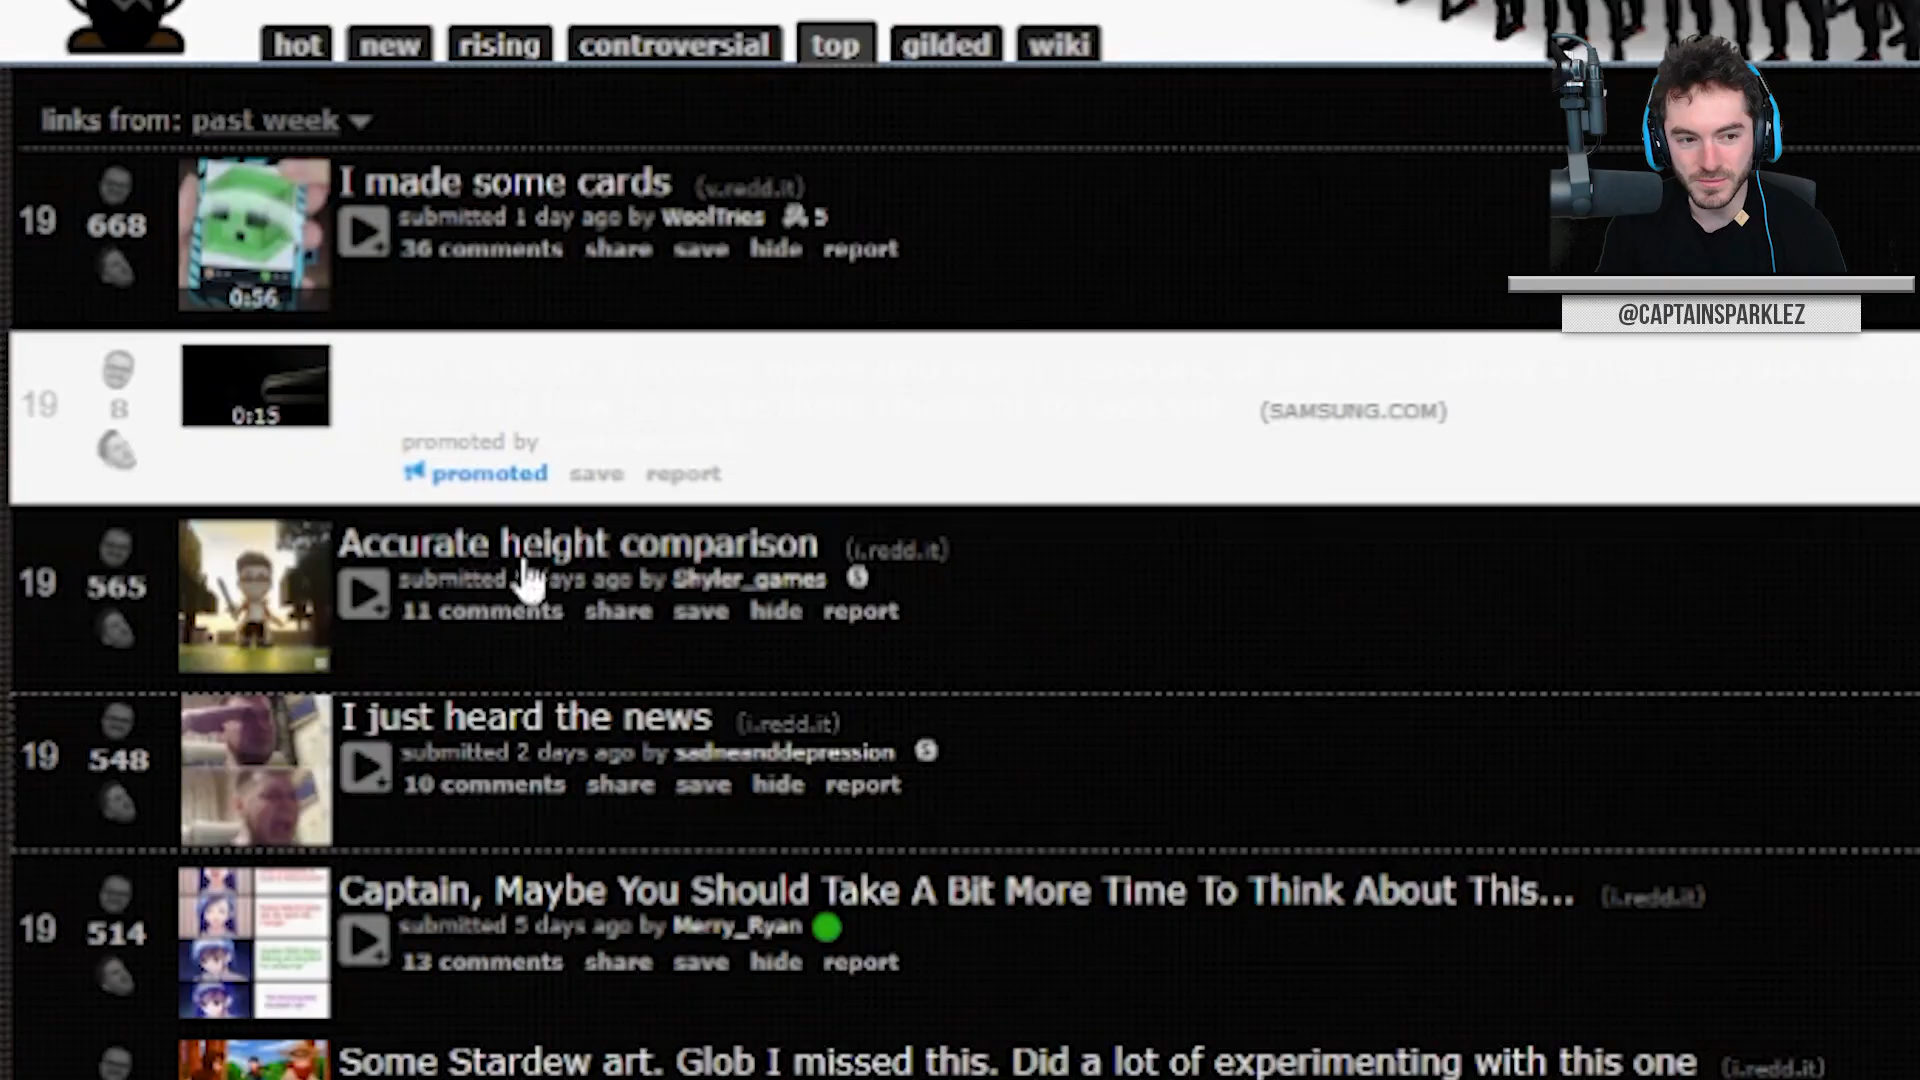 hot new rising controversial top gilded wiki
links from: past week
I made some cards (v.redd.it)
submitted 1 day ago by WoolTries 5
19 668
36 comments share save hide report
0:56
@CAPTAINSPARKLEZ
19 8
0:15
(SAMSUNG.COM)
promoted by
promoted save report
Accurate height comparison (i.redd.it)
submitted days ago by Shyler_games
19 565
11 comments share save hide report
I just heard the news (i.redd.it)
submitted 2 days ago by sadneanddepression
19 548
10 comments share save hide report
Captain, Maybe You Should Take A Bit More Time To Think About This... (i.redd.it)
submitted 5 days ago by Merry_Ryan
19 514
13 comments share save hide report
Some Stardew art. Glob I missed this. Did a lot of experimenting with this one (i.redd.it)